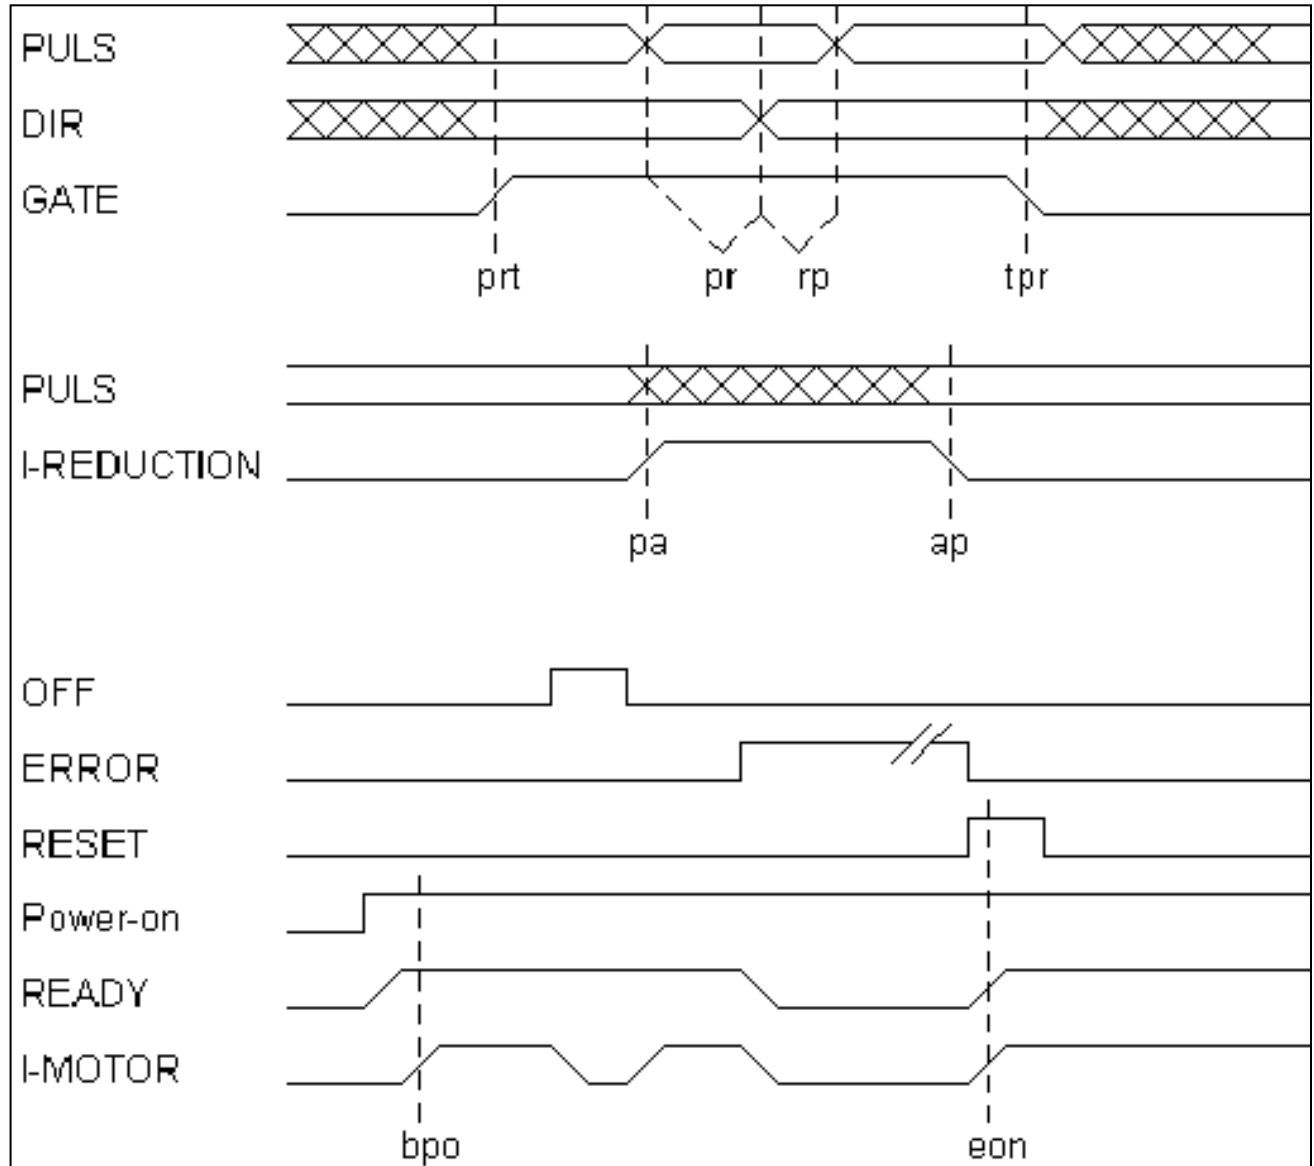 PULS
DIR
GATE
prt pr rp tpr
PULS
I-REDUCTION
pa ap
OFF
ERROR
RESET
Power-on
READY
I-MOTOR
bpo eon